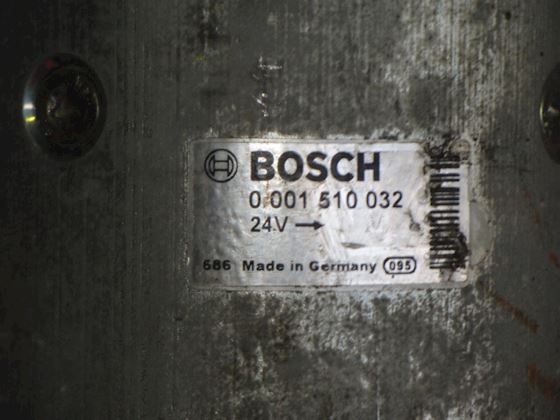 BOSCH
0 001 510 032
24V →
686 Made in Germany 095